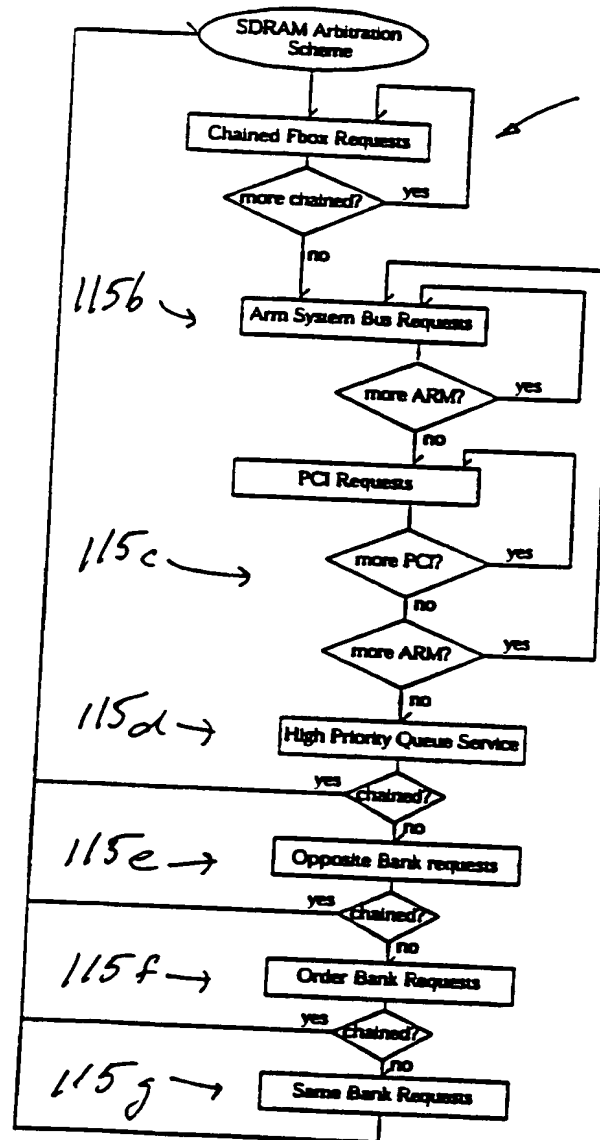 SDRAM Arbitration
Scheme
Chained Fbox Requests
more chained?
yes
no
115b
Arm System Bus Requests
more ARM?
yes
no
PCI Requests
115c
more PCI?
yes
no
more ARM?
yes
no
115d
High Priority Queue Service
yes
chained?
no
115e
Opposite Bank requests
yes
chained?
no
115f
Order Bank Requests
yes
chained?
no
115g
Same Bank Requests